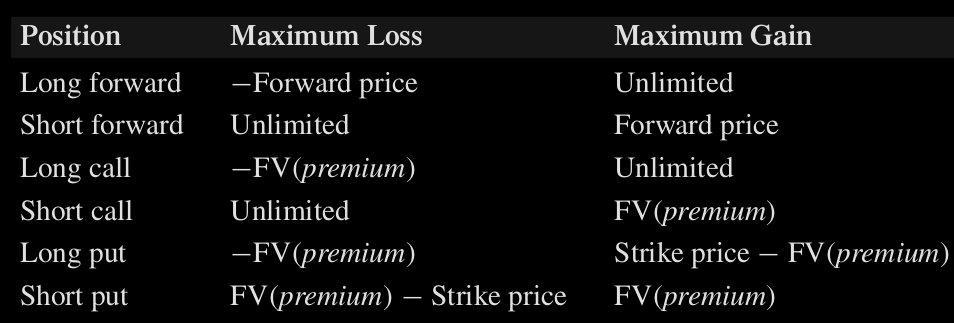 Position Maximum Loss Maximum Gain
Long forward −Forward price Unlimited
Short forward Unlimited Forward price
Long call −FV(premium) Unlimited
Short call Unlimited FV(premium)
Long put −FV(premium) Strike price − FV(premium)
Short put FV(premium) − Strike price FV(premium)